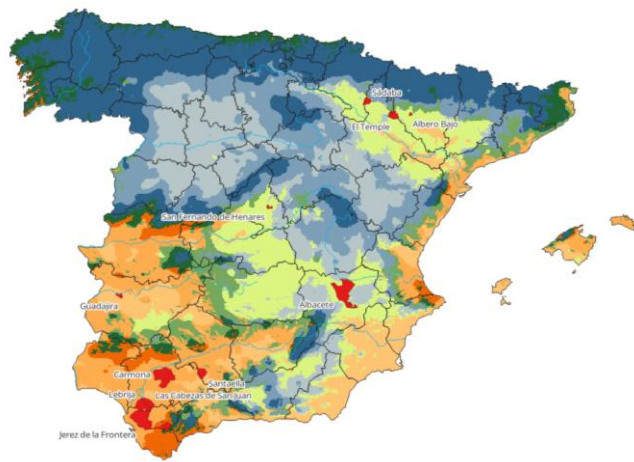 Sádaba
El Temple
Albero Bajo
San Fernando de Henares
Albacete
Guadajira
Carmona
Santaella
Lebrija
Las Cabezas de San Juan
Jerez de la Frontera